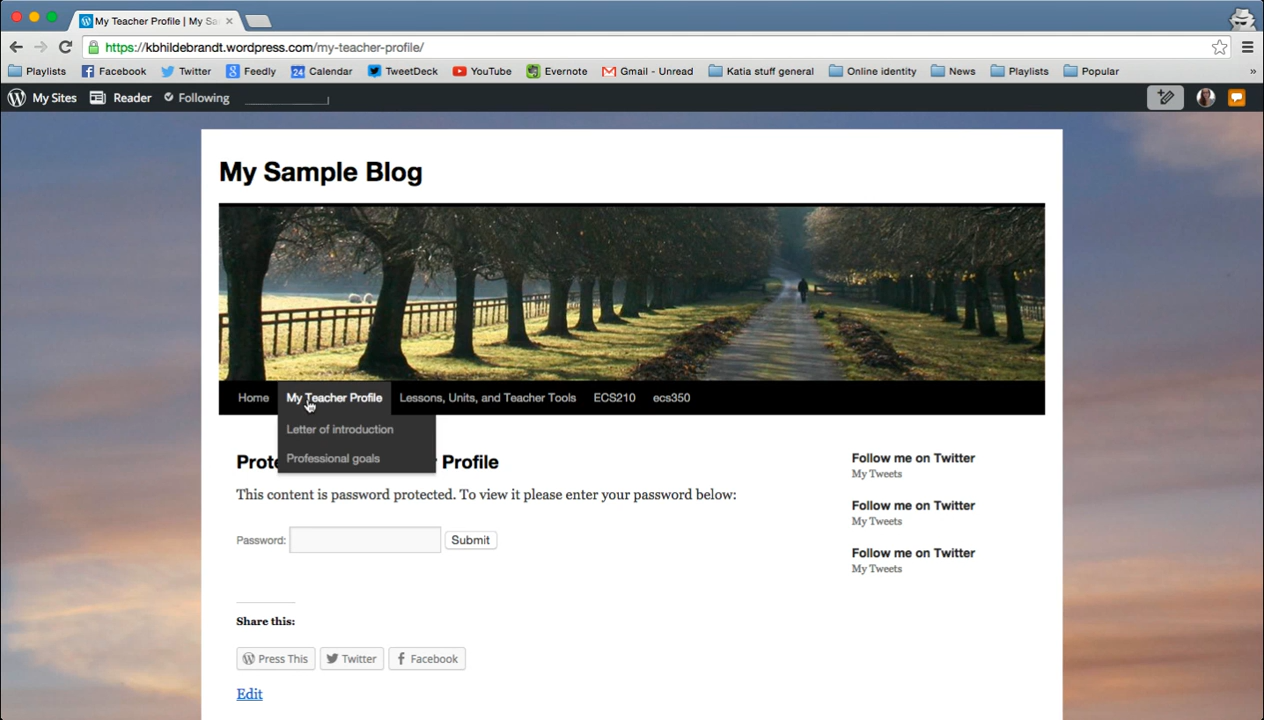 My Teacher Profile | My Sa
https://kbhildebrandt.wordpress.com/my-teacher-profile/
Playlists Facebook Twitter Feedly 24 Calendar TweetDeck YouTube Evernote Gmail - Unread Katia stuff general Online identity News Playlists Popular »
My Sites Reader Following
My Sample Blog
Home My Teacher Profile Lessons, Units, and Teacher Tools ECS210 ecs350
Letter of introduction
Professional goals
Prote Profile
This content is password protected. To view it please enter your password below:
Password: Submit
Follow me on Twitter
My Tweets
Follow me on Twitter
My Tweets
Follow me on Twitter
My Tweets
Share this:
Press This Twitter Facebook
Edit